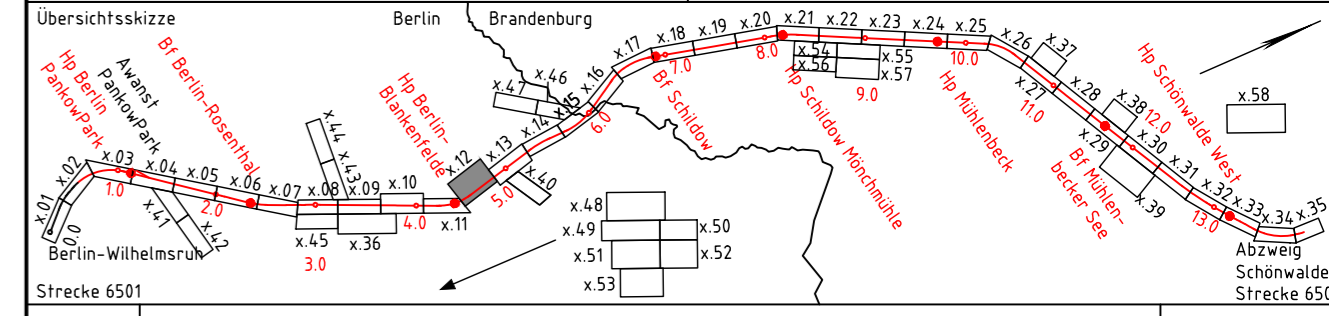 Übersichtsskizze
Berlin
Brandenburg
Hp Berlin
PankowPark
Awanst
PankowPark
Bf Berlin-Rosenthal
Hp Berlin-
Blankenfelde
Bf Schildow
Hp Schildow Mönchmühle
Hp Mühlenbeck
Bf Mühlen-
becker See
Hp Schönwalde West
x.01
x.02
x.03
x.04
x.05
x.06
x.07
x.08
x.09
x.10
x.11
x.12
x.13
x.14
x.15
x.16
x.17
x.18
x.19
x.20
x.21
x.22
x.23
x.24
x.25
x.26
x.27
x.28
x.29
x.30
x.31
x.32
x.33
x.34
x.35
x.36
x.37
x.38
x.39
x.40
x.41
x.42
x.43
x.44
x.45
x.46
x.47
x.48
x.49
x.50
x.51
x.52
x.53
x.54
x.55
x.56
x.57
x.58
0.0
1.0
2.0
3.0
4.0
5.0
6.0
7.0
8.0
9.0
10.0
11.0
12.0
13.0
Berlin-Wilhelmsruh
Strecke 6501
Abzweig
Schönwalde
Strecke 650